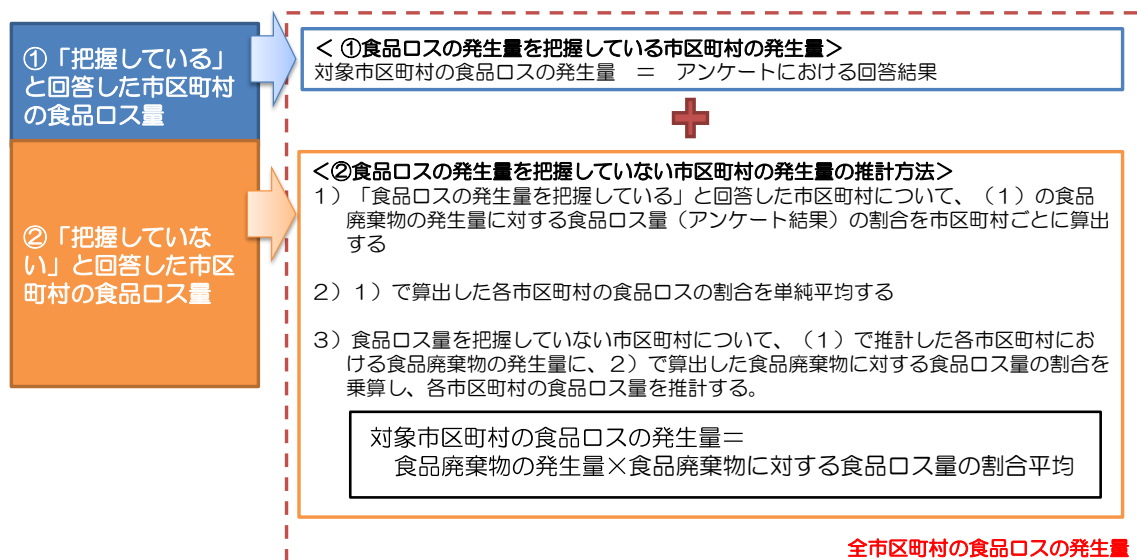 ①「把握している」
と回答した市区町村
の食品ロス量
＜ ①食品ロスの発生量を把握している市区町村の発生量＞
対象市区町村の食品ロスの発生量　＝　アンケートにおける回答結果
②「把握していな
い」と回答した市区
町村の食品ロス量
＜②食品ロスの発生量を把握していない市区町村の発生量の推計方法＞
１）「食品ロスの発生量を把握している」と回答した市区町村について、（１）の食品
廃棄物の発生量に対する食品ロス量（アンケート結果）の割合を市区町村ごとに算出
する
２）１）で算出した各市区町村の食品ロスの割合を単純平均する
３）食品ロス量を把握していない市区町村について、（１）で推計した各市区町村にお
ける食品廃棄物の発生量に、２）で算出した食品廃棄物に対する食品ロス量の割合を
乗算し、各市区町村の食品ロス量を推計する。
対象市区町村の食品ロスの発生量＝
食品廃棄物の発生量×食品廃棄物に対する食品ロス量の割合平均
全市区町村の食品ロスの発生量